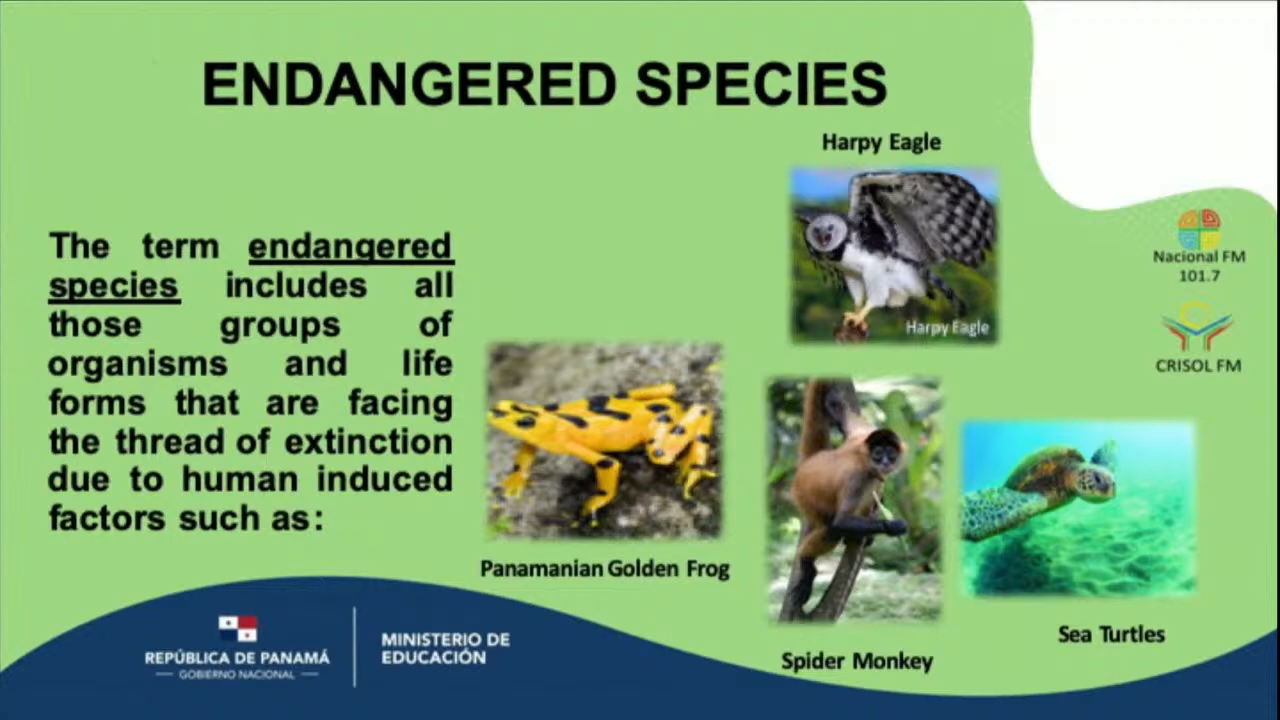 ENDANGERED SPECIES
Harpy Eagle
Harpy Eagle
The term endangered
species includes all
those groups of
organisms and life
forms that are facing
the thread of extinction
due to human induced
factors such as:
Nacional FM
101.7
CRISOL FM
Panamanian Golden Frog
Spider Monkey
Sea Turtles
REPÚBLICA DE PANAMÁ
GOBIERNO NACIONAL
MINISTERIO DE
EDUCACIÓN